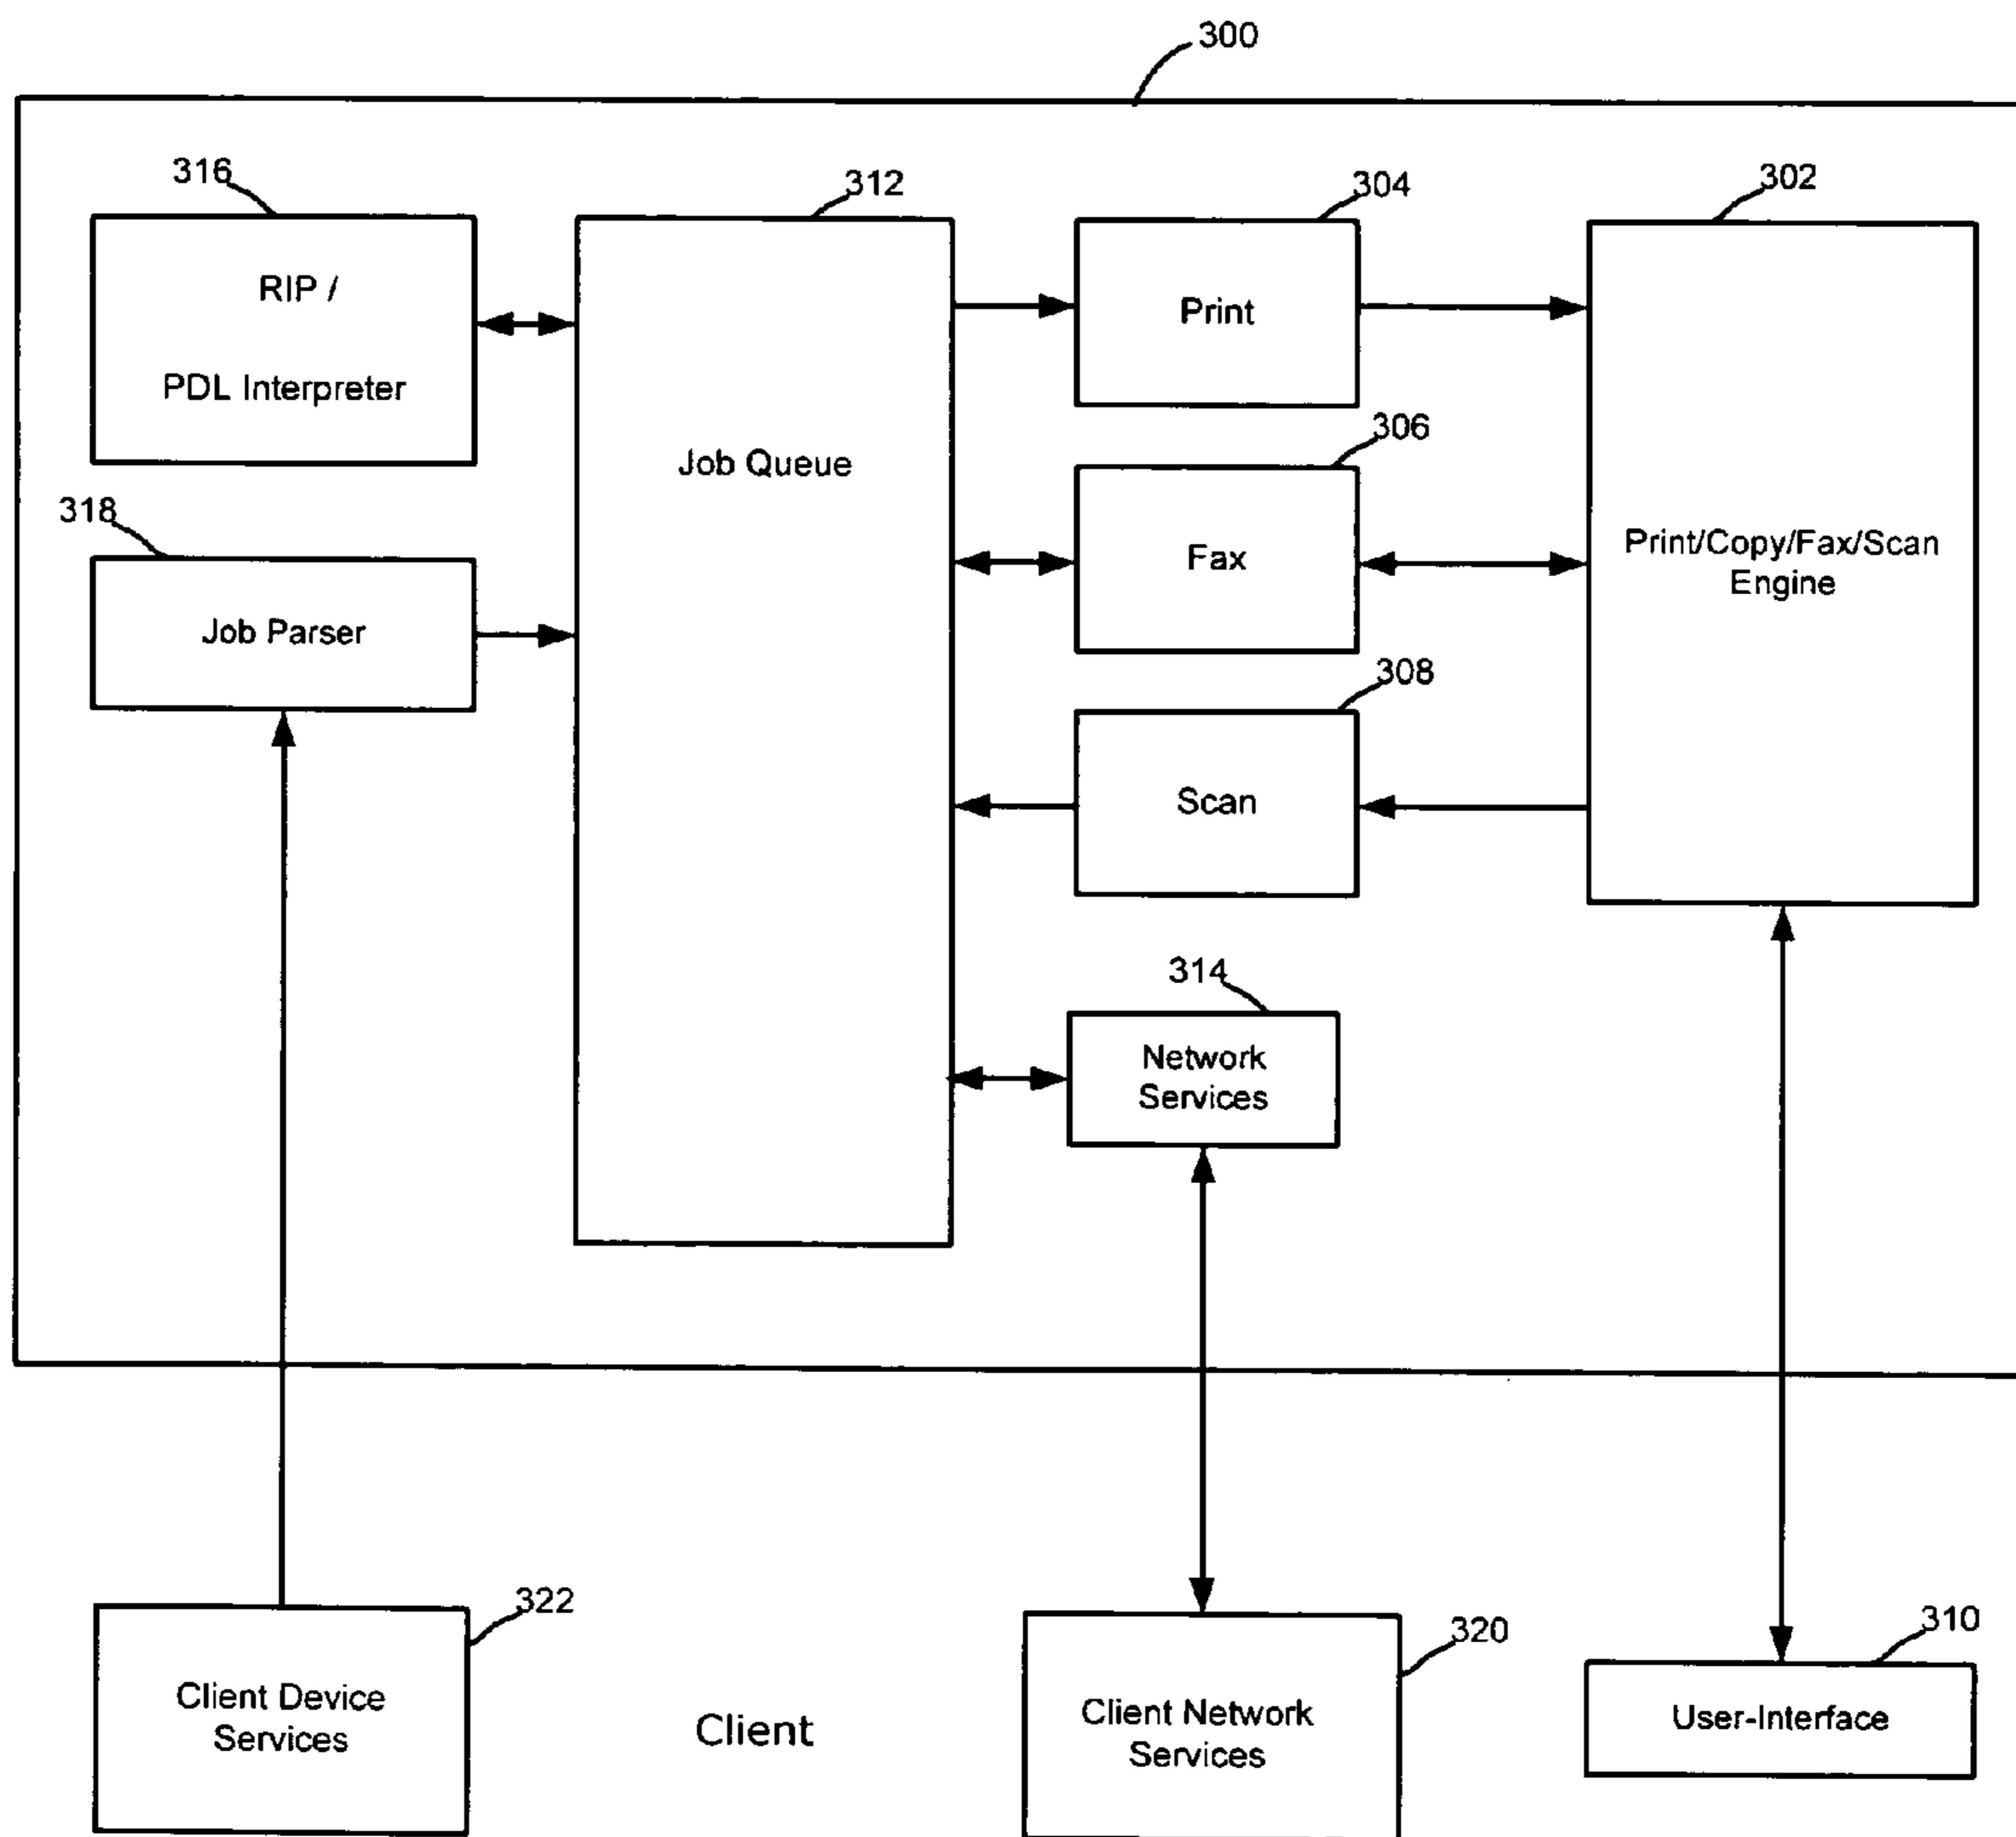 300
316
312
304
302
RIP /
PDL Interpreter
Job Queue
Print
306
Print/Copy/Fax/Scan
Engine
318
Fax
Job Parser
308
Scan
314
Network
Services
322
320
310
Client Device
Services
Client
Client Network
Services
User-Interface